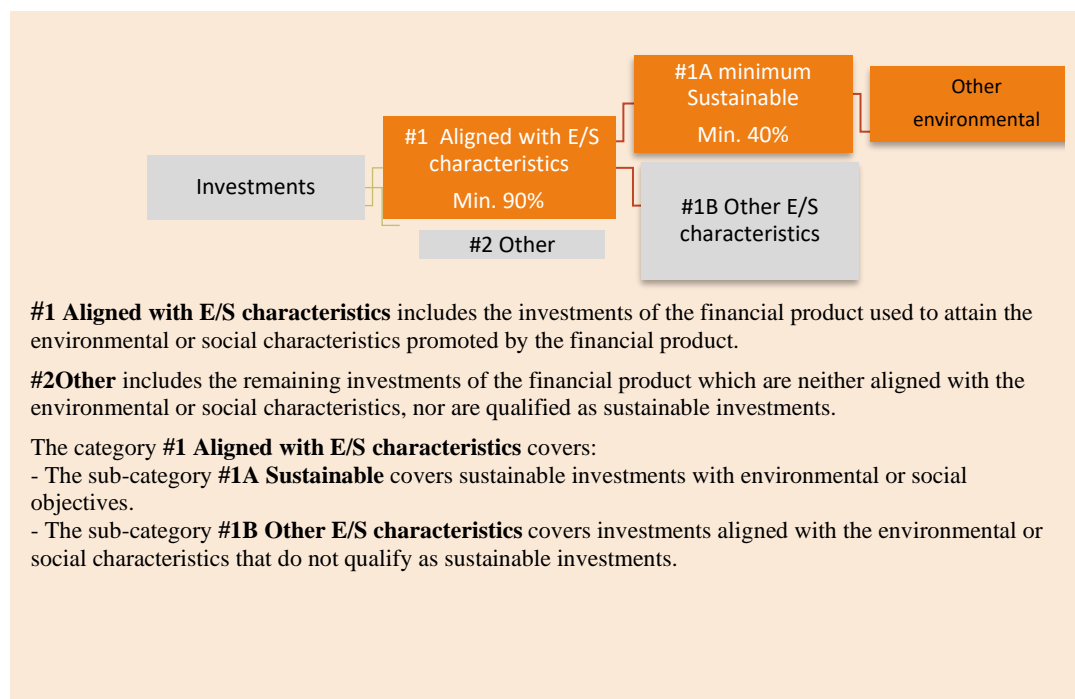 #1A minimum
Sustainable
Min. 40%
Other
environmental
#1 Aligned with E/S
characteristics
Min. 90%
Investments
#1B Other E/S
characteristics
#2 Other
#1 Aligned with E/S characteristics includes the investments of the financial product used to attain the
environmental or social characteristics promoted by the financial product.
#2Other includes the remaining investments of the financial product which are neither aligned with the
environmental or social characteristics, nor are qualified as sustainable investments.
The category #1 Aligned with E/S characteristics covers:
- The sub-category #1A Sustainable covers sustainable investments with environmental or social
objectives.
- The sub-category #1B Other E/S characteristics covers investments aligned with the environmental or
social characteristics that do not qualify as sustainable investments.